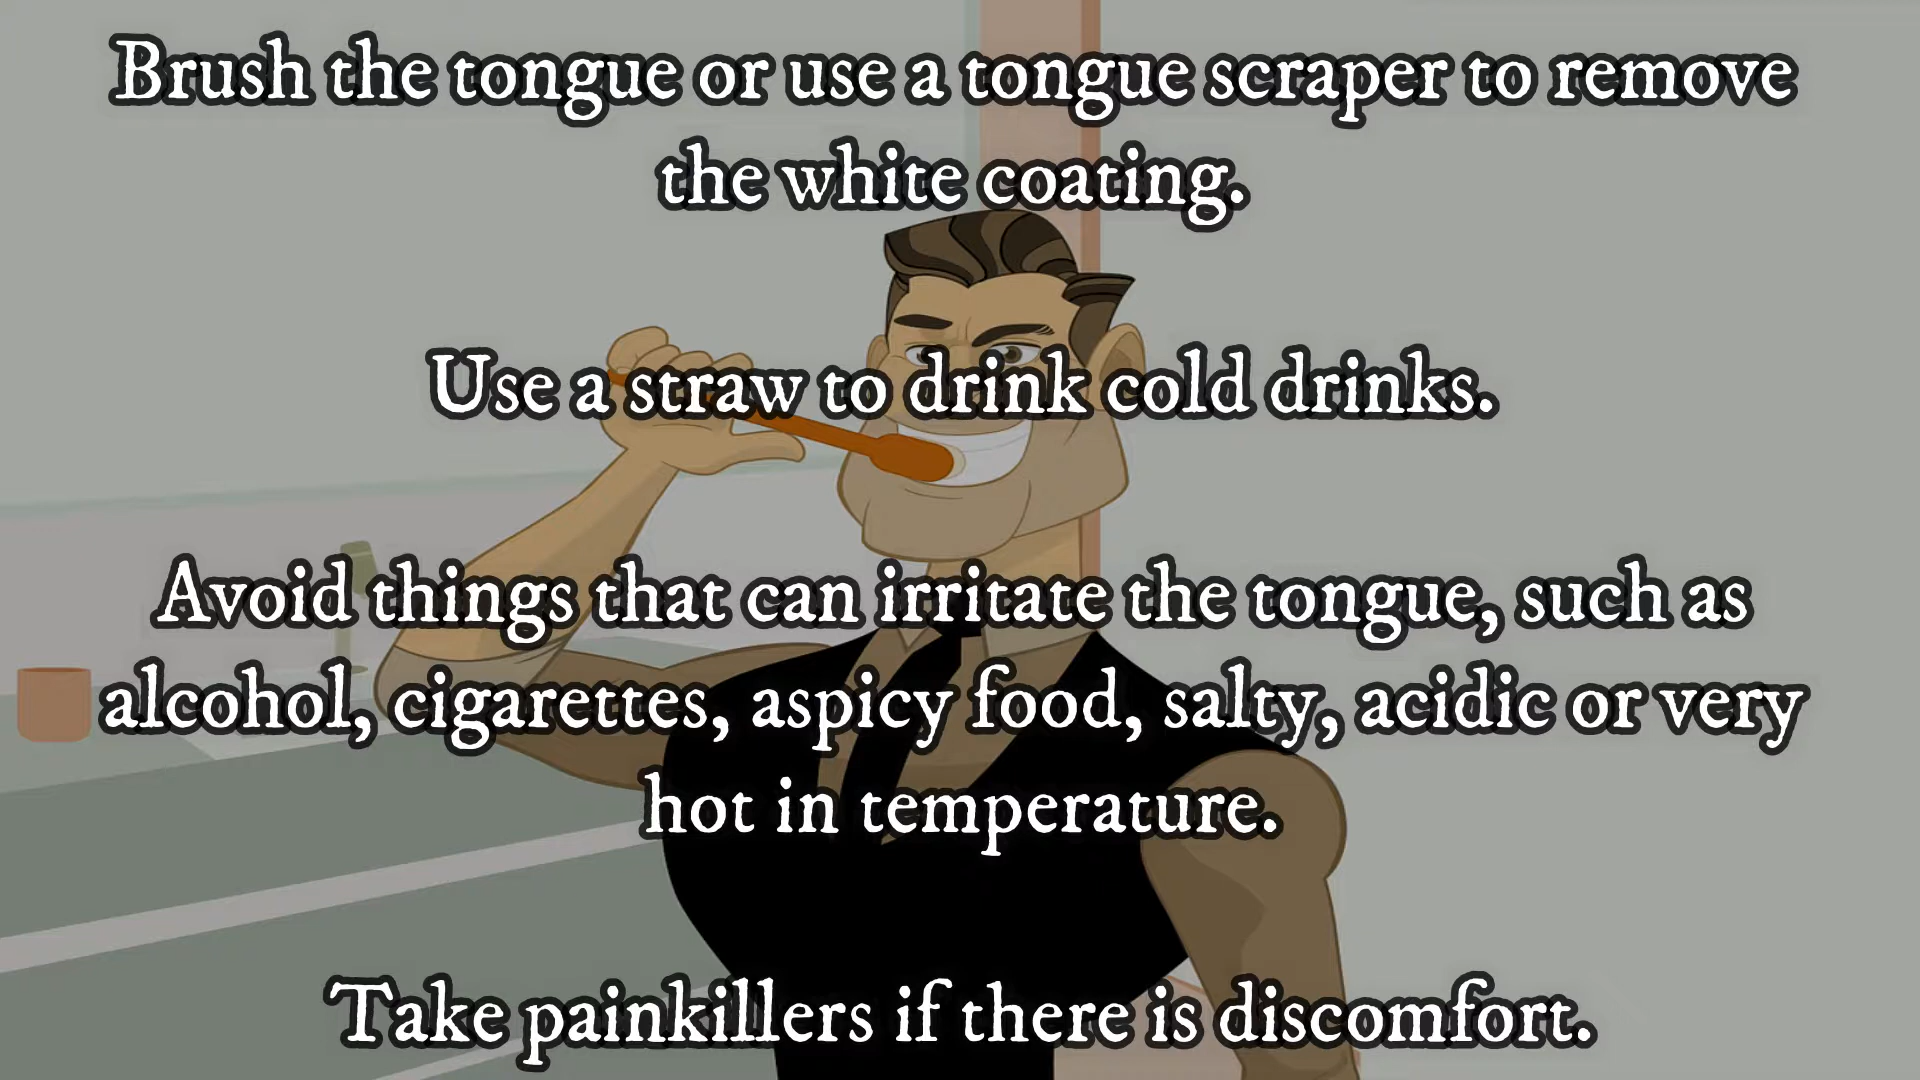 Brush the tongue or use a tongue scraper to remove
the white coating.
Use a straw to drink cold drinks.
Avoid things that can irritate the tongue, such as
alcohol, cigarettes, aspicy food, salty, acidic or very
hot in temperature.
Take painkillers if there is discomfort.